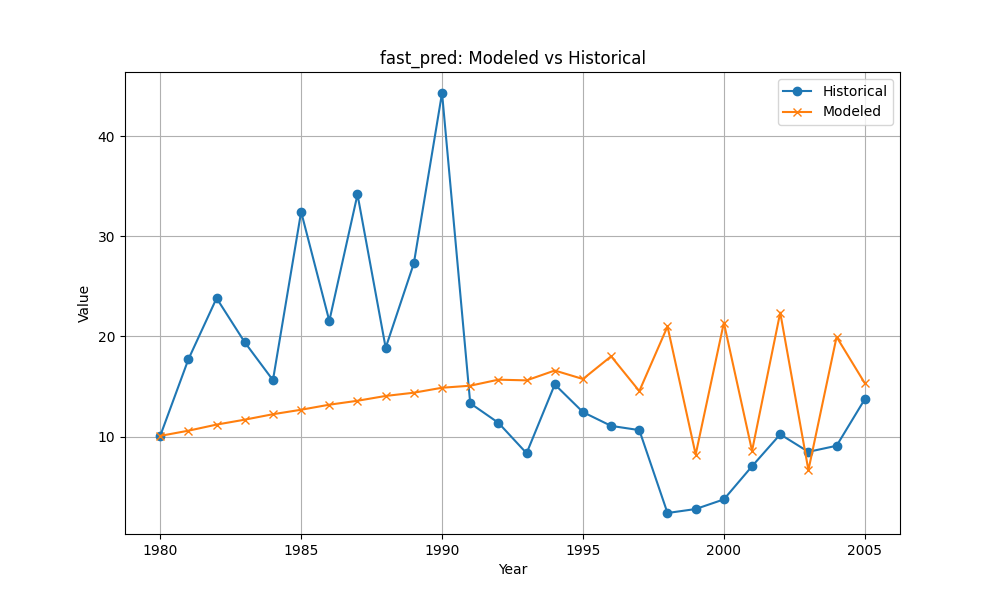 fast_pred: Modeled vs Historical
Historical
Modeled
Value
40
30
20
10
1980 1985 1990 1995 2000 2005
Year